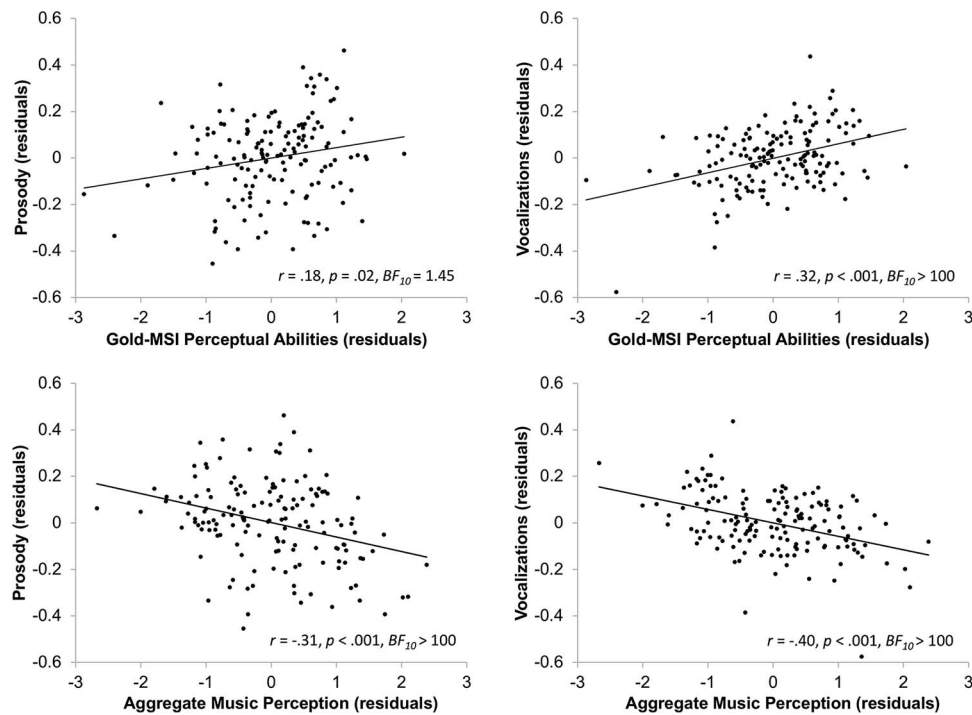 0.6
0.4
0.2
0
-0.2
-0.4
-0.6
Prosody (residuals)
r = .18, p = .02, BF10 = 1.45
-3 -2 -1 0 1 2 3
Gold-MSI Perceptual Abilities (residuals)
0.6
0.4
0.2
0
-0.2
-0.4
-0.6
Vocalizations (residuals)
r = .32, p < .001, BF10 > 100
-3 -2 -1 0 1 2 3
Gold-MSI Perceptual Abilities (residuals)
0.6
0.4
0.2
0
-0.2
-0.4
-0.6
Prosody (residuals)
r = -.31, p < .001, BF10 > 100
-3 -2 -1 0 1 2 3
Aggregate Music Perception (residuals)
0.6
0.4
0.2
0
-0.2
-0.4
-0.6
Vocalizations (residuals)
r = -.40, p < .001, BF10 > 100
-3 -2 -1 0 1 2 3
Aggregate Music Perception (residuals)